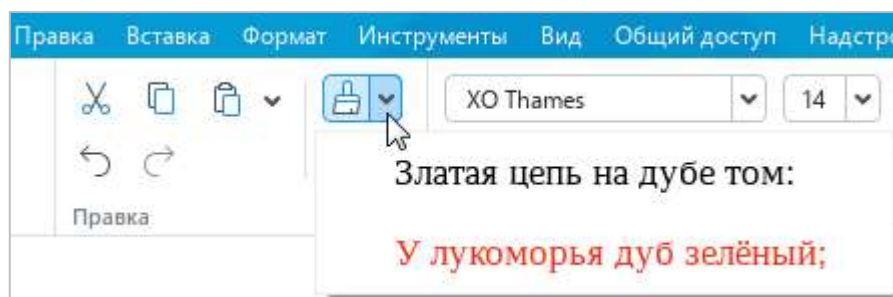 Правка Вставка Формат Инструменты Вид Общий доступ Надстр
XO Thames 14
Златая цепь на дубе том:
Правка
У лукоморья дуб зелёный;